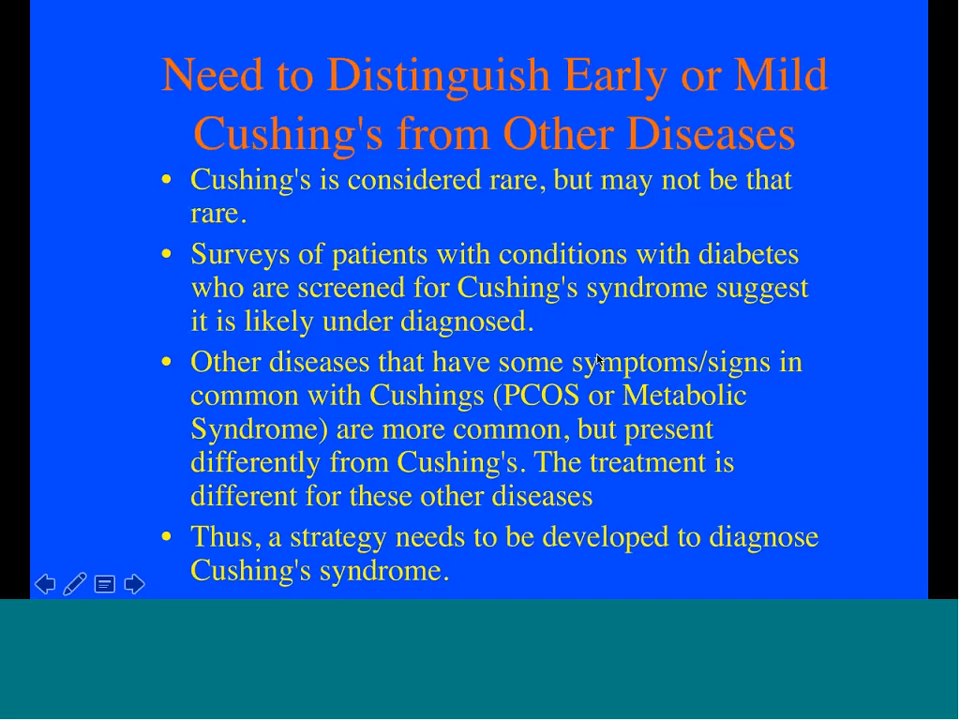 Need to Distinguish Early or Mild
Cushing's from Other Diseases
• Cushing's is considered rare, but may not be that
rare.
• Surveys of patients with conditions with diabetes
who are screened for Cushing's syndrome suggest
it is likely under diagnosed.
• Other diseases that have some symptoms/signs in
common with Cushings (PCOS or Metabolic
Syndrome) are more common, but present
differently from Cushing's. The treatment is
different for these other diseases
• Thus, a strategy needs to be developed to diagnose
Cushing's syndrome.